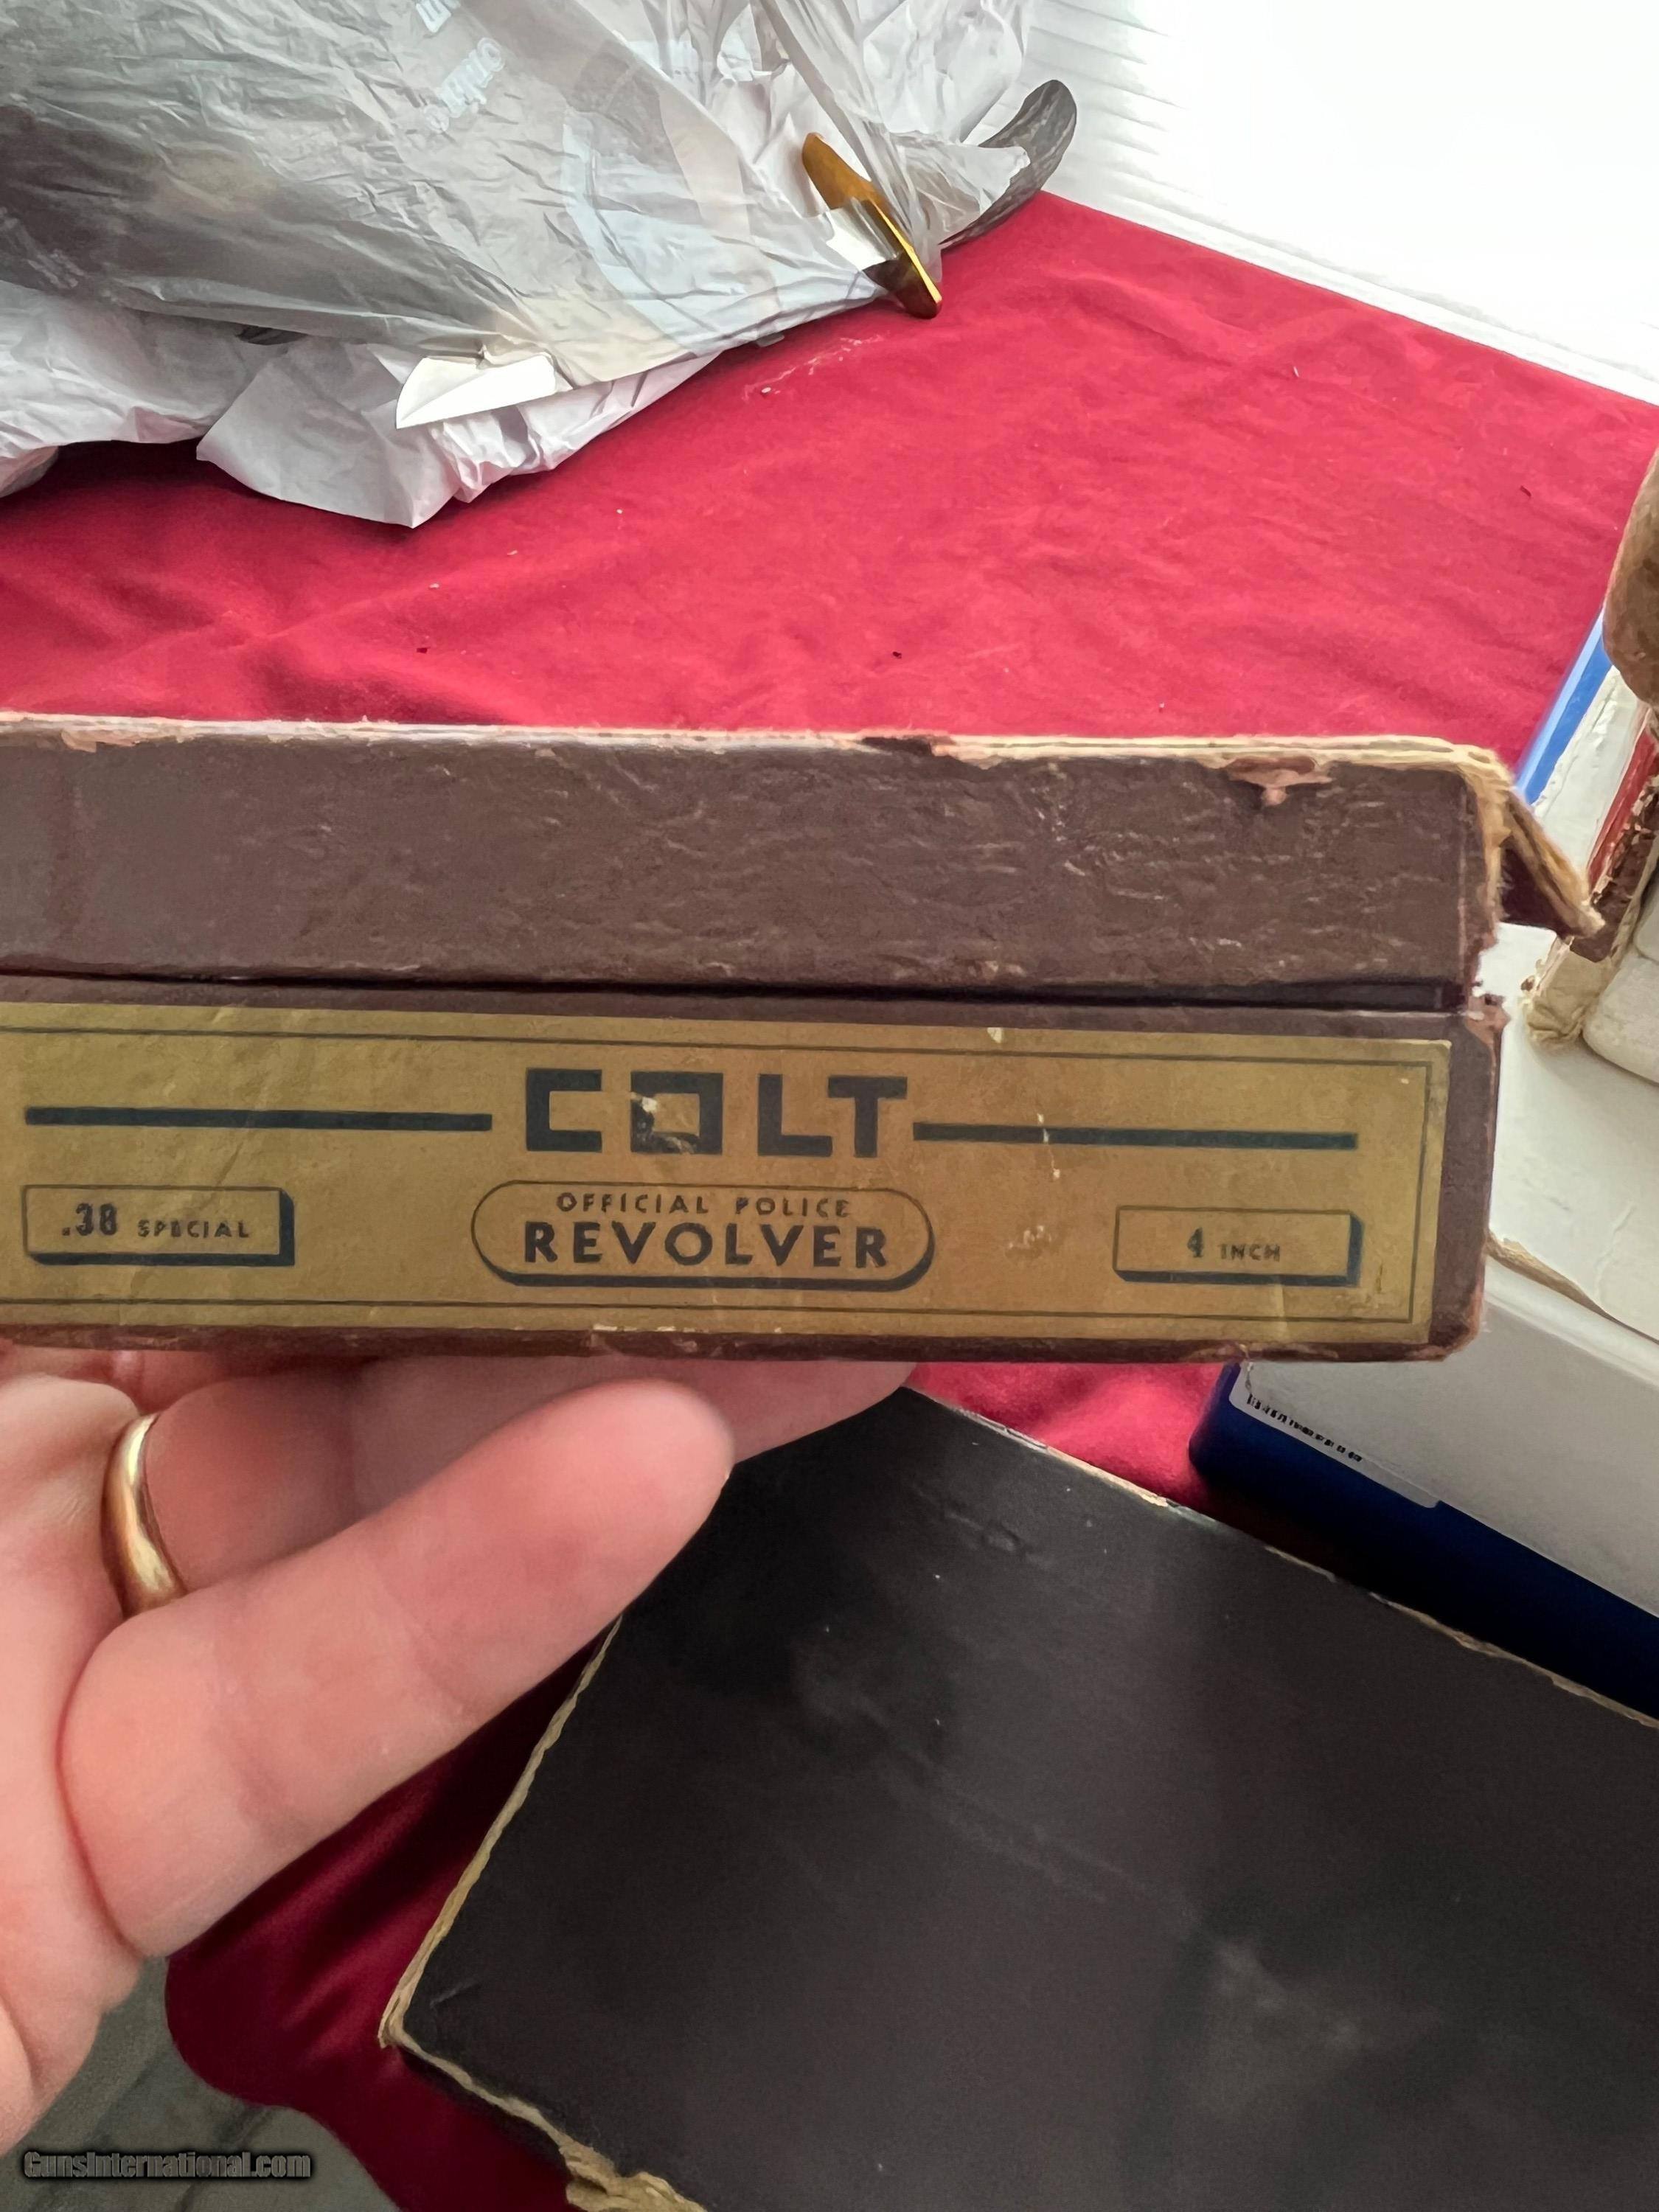 COLT
.38 SPECIAL
OFFICIAL POLICE
REVOLVER
4 INCH
GunsInternational.com